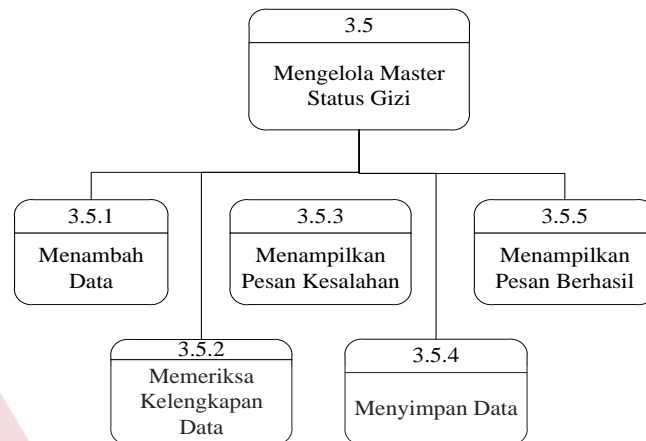 3.5
Mengelola Master
Status Gizi
3.5.1
Menambah
Data
3.5.3
Menampilkan
Pesan Kesalahan
3.5.5
Menampilkan
Pesan Berhasil
3.5.2
Memeriksa
Kelengkapan
Data
3.5.4
Menyimpan Data